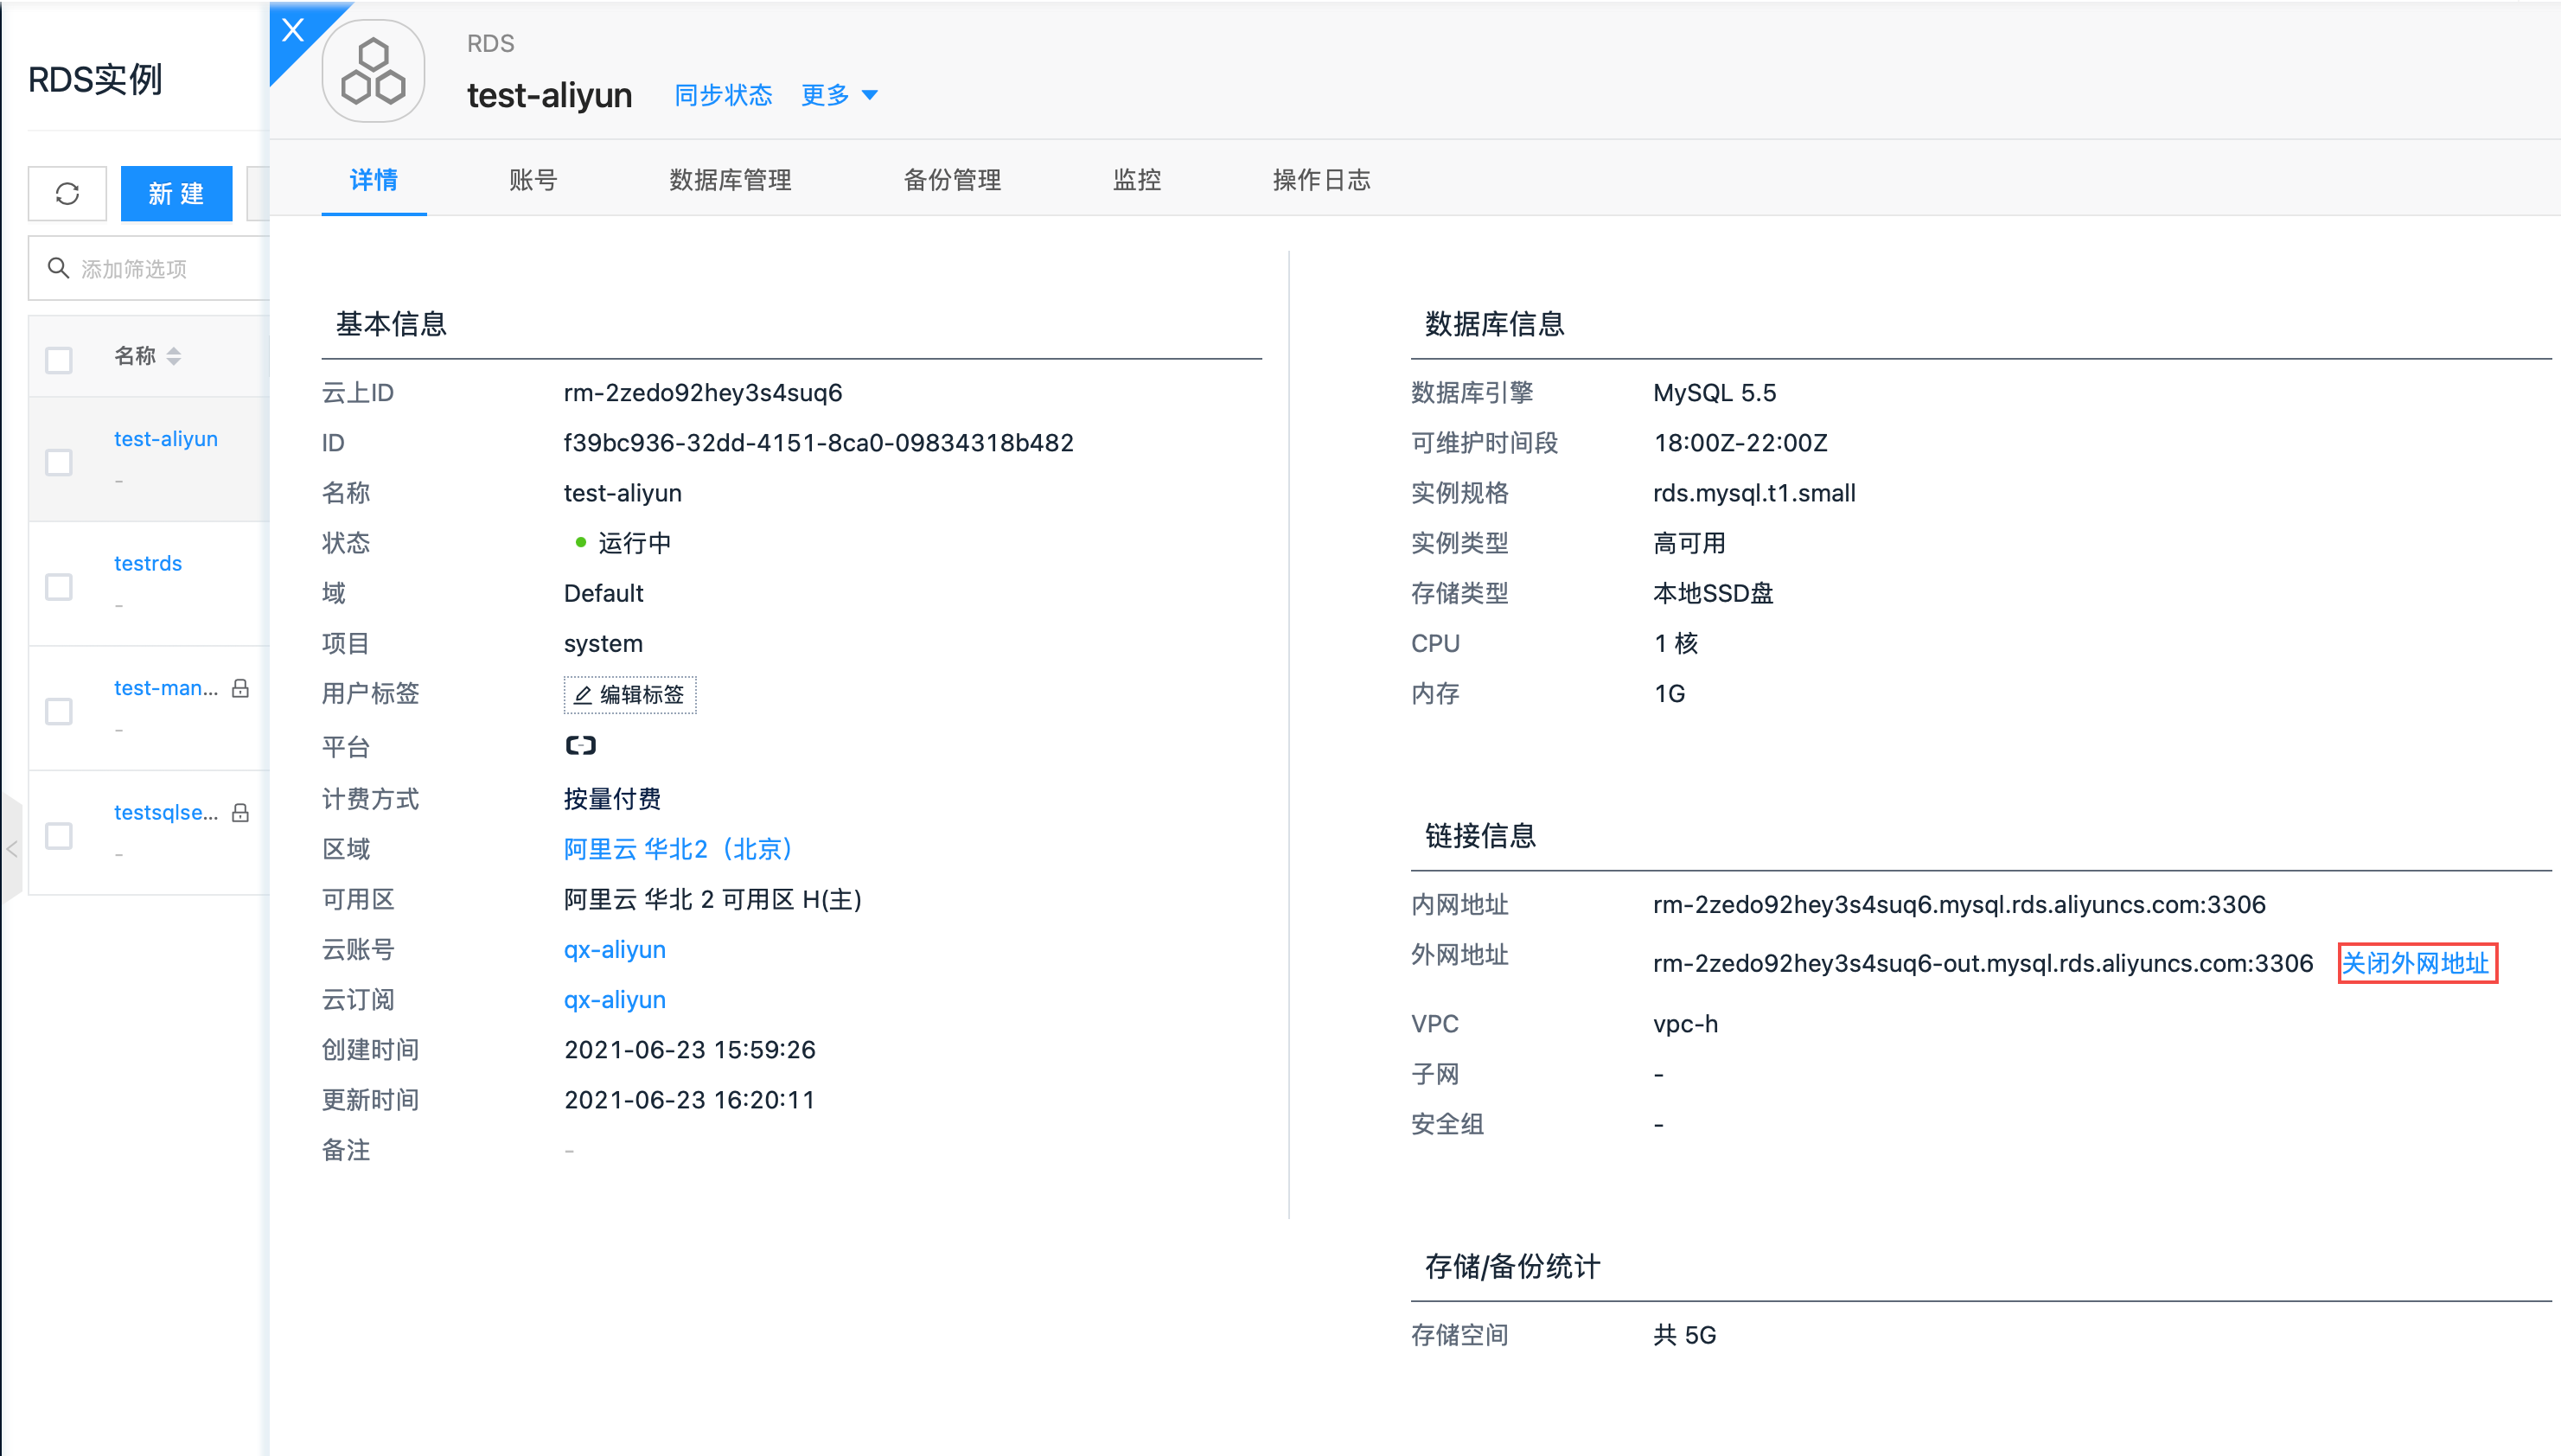 RDS实例
新 建
添加筛选项
名称
test-aliyun
-
testrds
-
test-man...
-
testsqlse...
-
RDS
test-aliyun 同步状态 更多
详情 账号 数据库管理 备份管理 监控 操作日志
基本信息
云上ID rm-2zedo92hey3s4suq6
ID f39bc936-32dd-4151-8ca0-09834318b482
名称 test-aliyun
状态 运行中
域 Default
项目 system
用户标签 编辑标签
平台
计费方式 按量付费
区域 阿里云 华北2（北京）
可用区 阿里云 华北 2 可用区 H(主)
云账号 qx-aliyun
云订阅 qx-aliyun
创建时间 2021-06-23 15:59:26
更新时间 2021-06-23 16:20:11
备注 -
数据库信息
数据库引擎 MySQL 5.5
可维护时间段 18:00Z-22:00Z
实例规格 rds.mysql.t1.small
实例类型 高可用
存储类型 本地SSD盘
CPU 1 核
内存 1G
链接信息
内网地址 rm-2zedo92hey3s4suq6.mysql.rds.aliyuncs.com:3306
外网地址 rm-2zedo92hey3s4suq6-out.mysql.rds.aliyuncs.com:3306 关闭外网地址
VPC vpc-h
子网 -
安全组 -
存储/备份统计
存储空间 共 5G